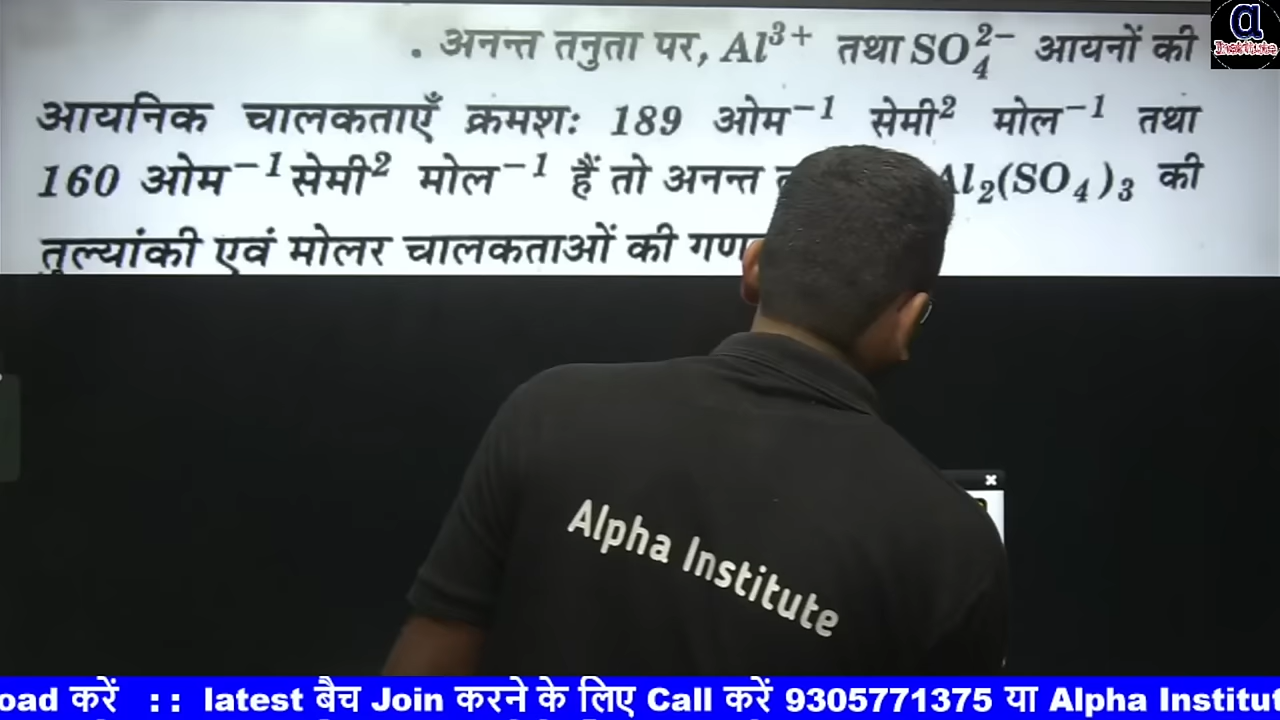 . अनन्त तनुता पर, Al³⁺ तथा SO₄²⁻ आयनों की
आयनिक चालकताएँ क्रमशः 189 ओम⁻¹ सेमी² मोल⁻¹ तथा
160 ओम⁻¹ सेमी² मोल⁻¹ हैं तो अनन्त Al₂(SO₄)₃ की
तुल्यांकी एवं मोलर चालकताओं की
α
Institute
Alpha Institute
करें :: latest बैच Join करने के लिए Call करें 9305771375 या Alpha